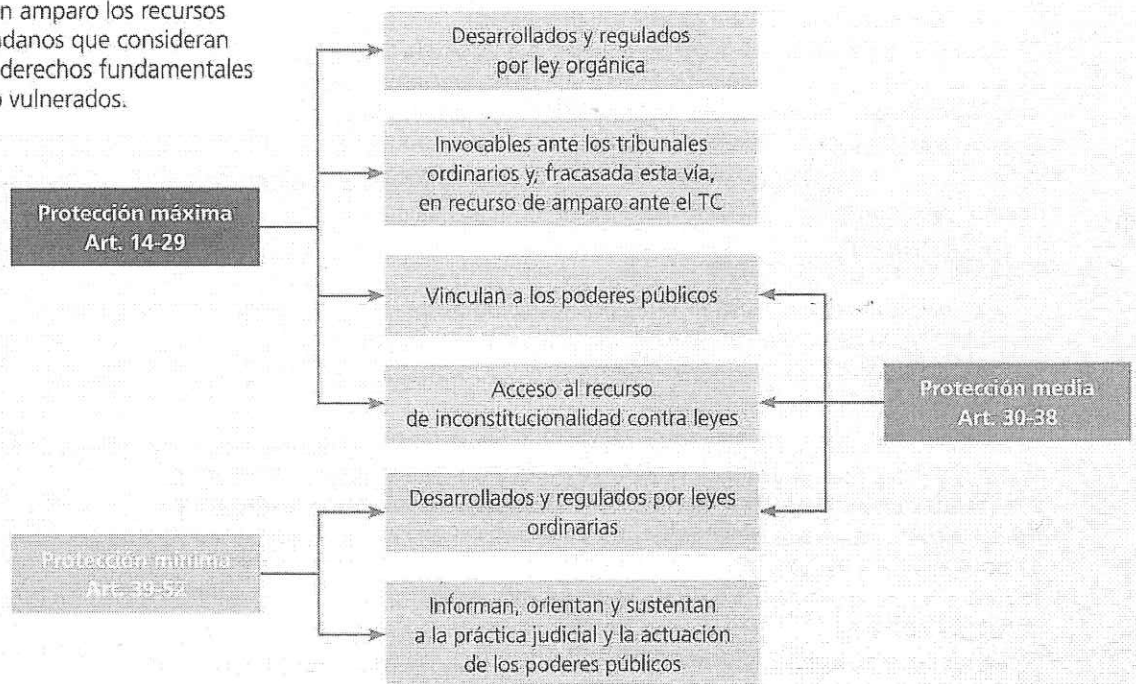 n amparo los recursos
danos que consideran
derechos fundamentales
o vulnerados.
Desarrollados y regulados
por ley orgánica
Invocables ante los tribunales
ordinarios y, fracasada esta vía,
en recurso de amparo ante el TC
Protección máxima
Art. 14-29
Vinculan a los poderes públicos
Acceso al recurso
de inconstitucionalidad contra leyes
Protección media
Art. 30-38
Desarrollados y regulados por leyes
ordinarias
Protección mínima
Art. 39-52
Informan, orientan y sustentan
a la práctica judicial y la actuación
de los poderes públicos